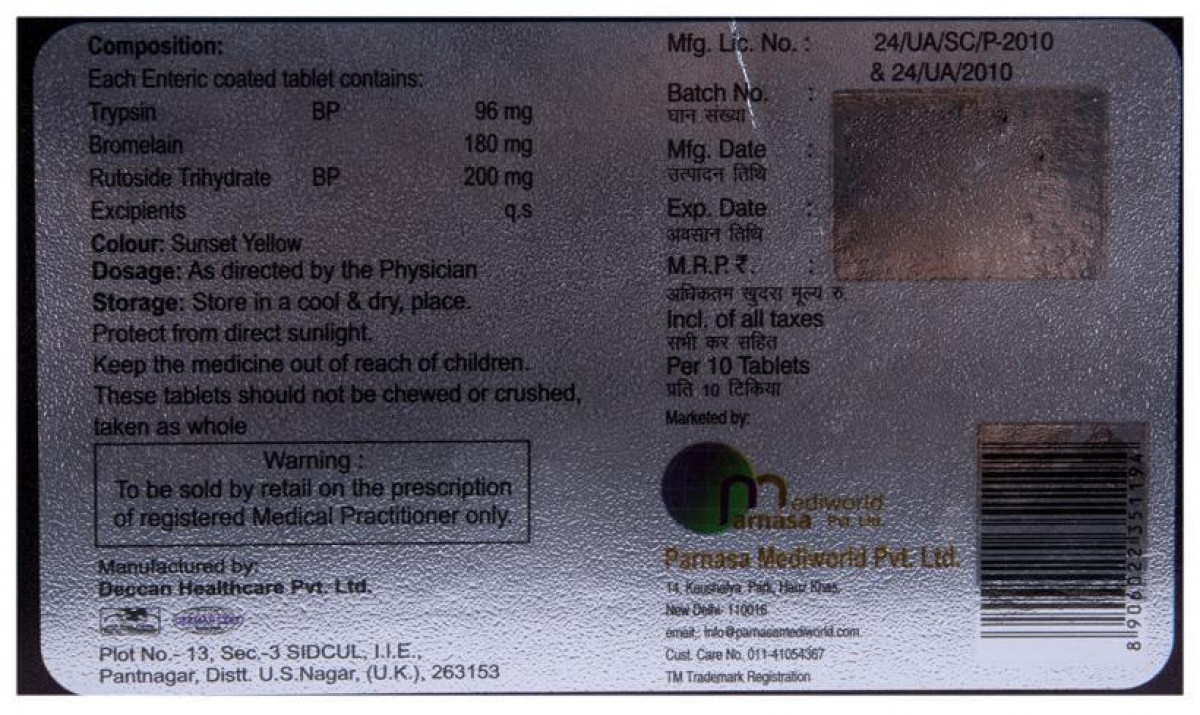 Composition:
Each Enteric coated tablet contains:
Trypsin BP 96 mg
Bromelain 180 mg
Rutoside Trihydrate BP 200 mg
Excipients q.s
Colour: Sunset Yellow
Dosage: As directed by the Physician
Storage: Store in a cool & dry, place.
Protect from direct sunlight.
Keep the medicine out of reach of children.
These tablets should not be chewed or crushed,
taken as whole
Warning :
To be sold by retail on the prescription
of registered Medical Practitioner only.
Manufactured by:
Deccan Healthcare Pvt. Ltd.
Plot No.- 13, Sec.-3 SIDCUL, I.I.E.,
Pantnagar, Distt. U.S.Nagar, (U.K.), 263153
Mfg. Lic. No. : 24/UA/SC/P-2010
& 24/UA/2010
Batch No. :
घान संख्या
Mfg. Date :
उत्पादन तिथि
Exp. Date :
अवसान तिथि
M.R.P. ₹. :
अधिकतम खुदरा मूल्य रु.
Incl. of all taxes
सभी कर सहित
Per 10 Tablets
प्रति 10 टिकिया
Marketed by:
Mediworld
Parnasa Pvt. Ltd.
Parnasa Mediworld Pvt. Ltd.
14, Kaushalya Park, Hauz Khas,
New Delhi- 110016
email.: info@parnasamediworld.com
Cust. Care No. 011-41054367
TM Trademark Registration
8 906022 351194